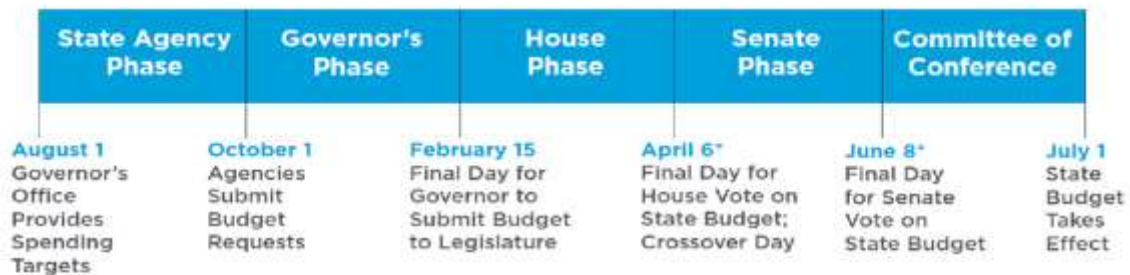 State Agency
Phase
Governor's
Phase
House
Phase
Senate
Phase
Committee of
Conference
August 1
Governor's
Office
Provides
Spending
Targets
October 1
Agencies
Submit
Budget
Requests
February 15
Final Day for
Governor to
Submit Budget
to Legislature
April 6*
Final Day for
House Vote on
State Budget;
Crossover Day
June 8*
Final Day
for Senate
Vote on
State Budget
July 1
State
Budget
Takes
Effect